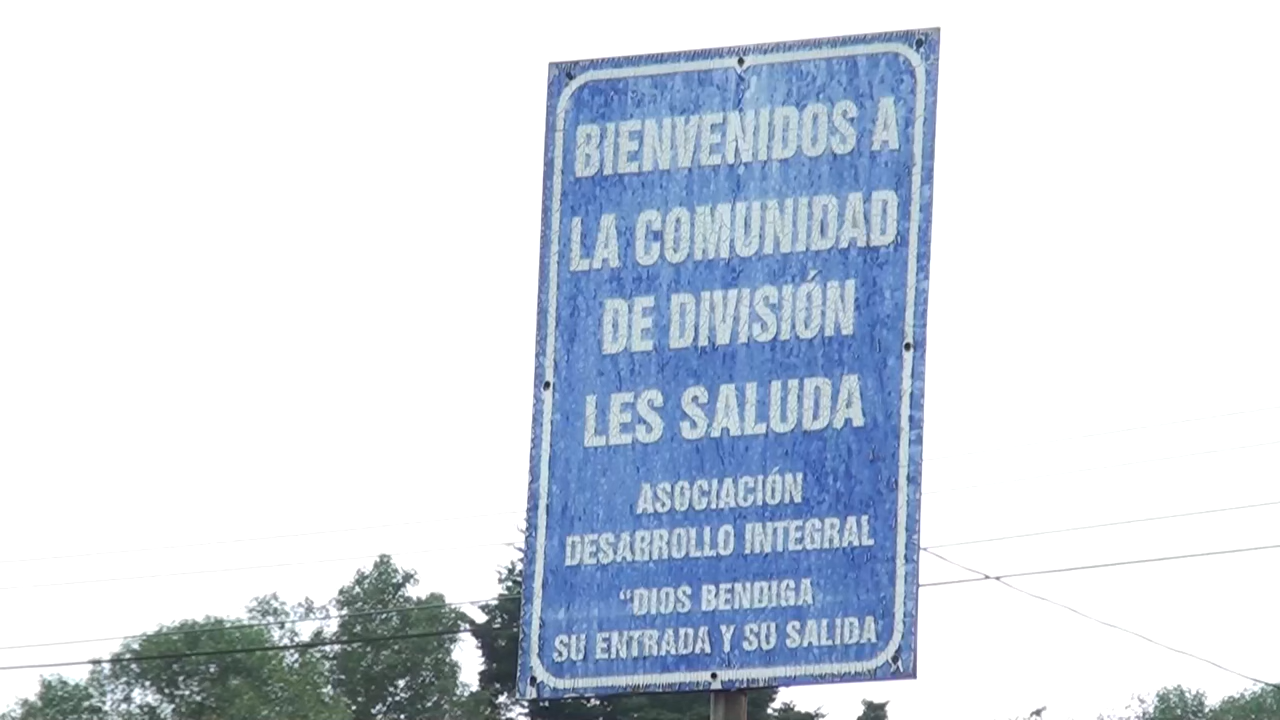 BIENVENIDOS A
LA COMUNIDAD
DE DIVISIÓN
LES SALUDA
ASOCIACIÓN
DESARROLLO INTEGRAL
“DIOS BENDIGA
SU ENTRADA Y SU SALIDA